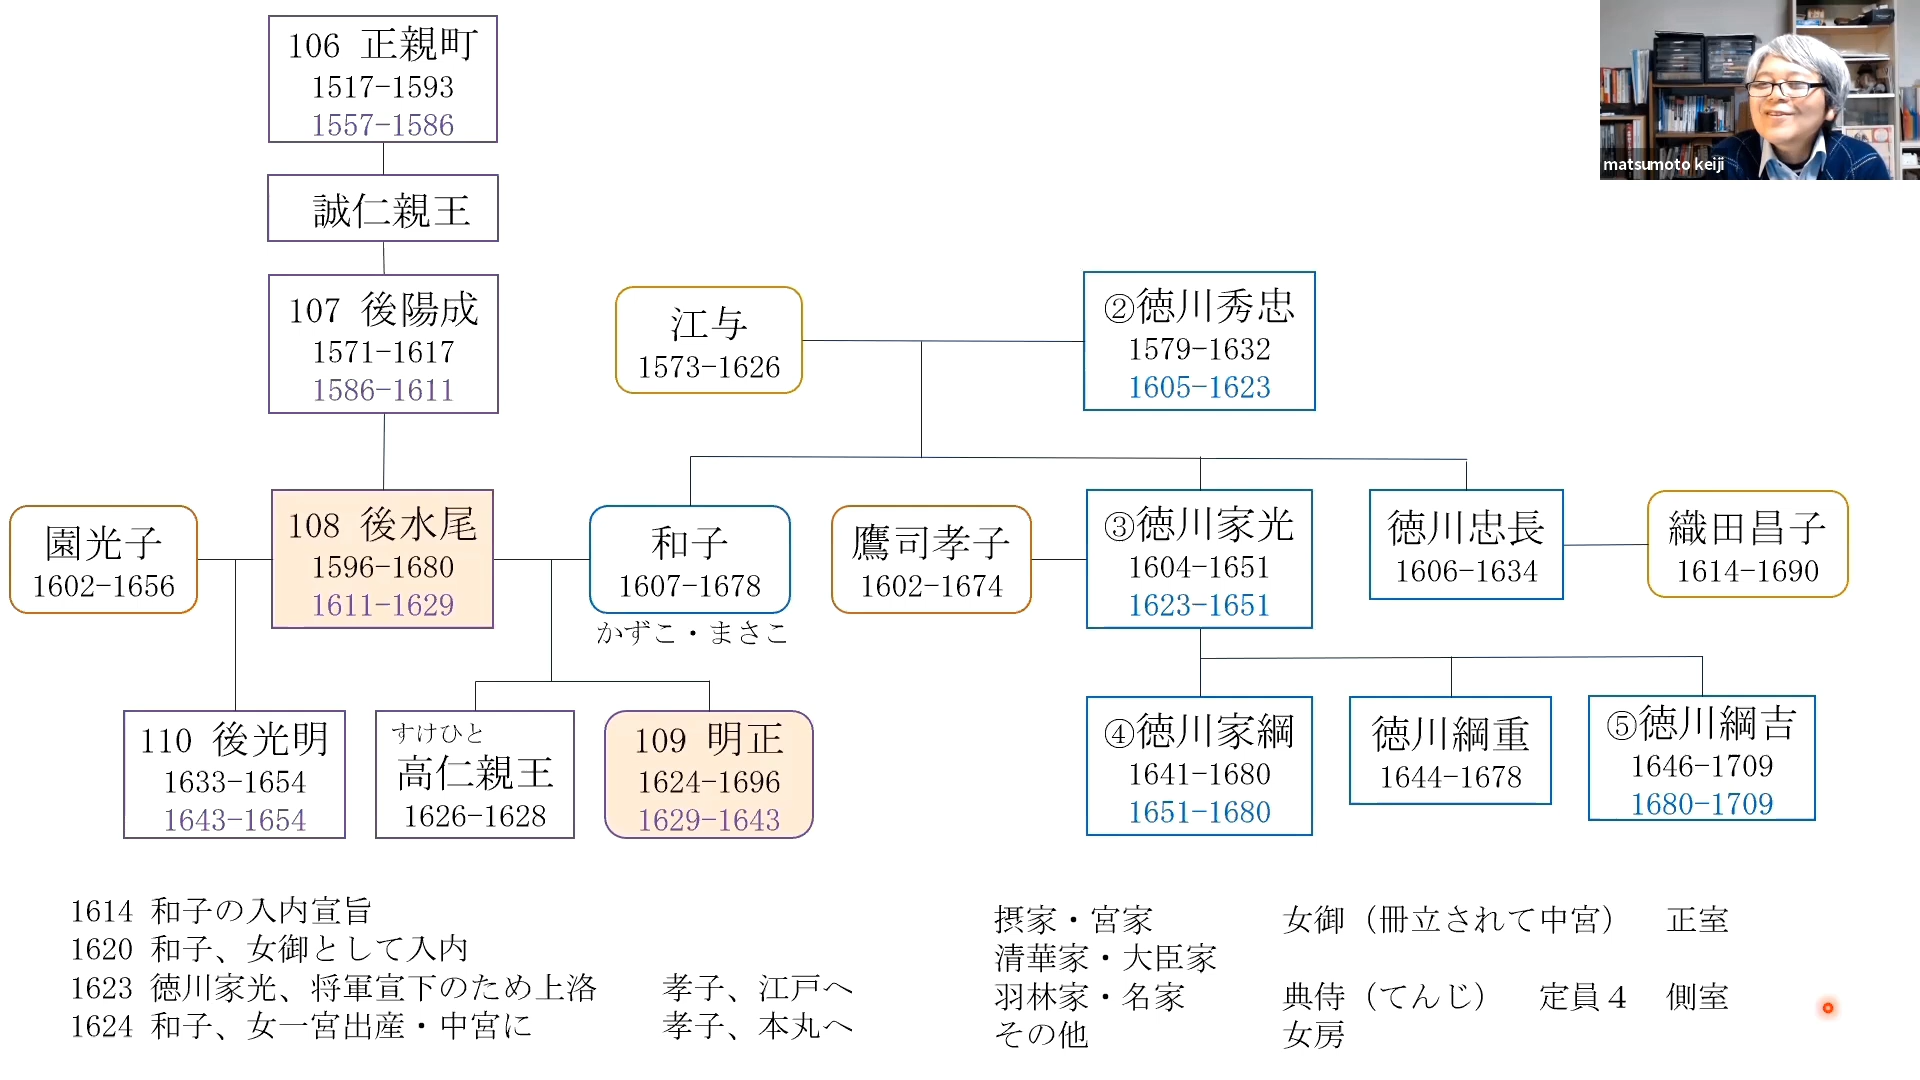 106 正親町
1517-1593
1557-1586
matsumoto keiji
誠仁親王
107 後陽成
1571-1617
1586-1611
江与
1573-1626
②徳川秀忠
1579-1632
1605-1623
園光子
1602-1656
108 後水尾
1596-1680
1611-1629
和子
1607-1678
かずこ・まさこ
鷹司孝子
1602-1674
③徳川家光
1604-1651
1623-1651
徳川忠長
1606-1634
織田昌子
1614-1690
110 後光明
1633-1654
1643-1654
すけひと
高仁親王
1626-1628
109 明正
1624-1696
1629-1643
④徳川家綱
1641-1680
1651-1680
徳川綱重
1644-1678
⑤徳川綱吉
1646-1709
1680-1709
1614 和子の入内宣旨
1620 和子、女御として入内
1623 徳川家光、将軍宣下のため上洛 孝子、江戸へ
1624 和子、女一宮出産・中宮に 孝子、本丸へ
摂家・宮家 女御（冊立されて中宮） 正室
清華家・大臣家
羽林家・名家 典侍（てんじ） 定員４ 側室
その他 女房